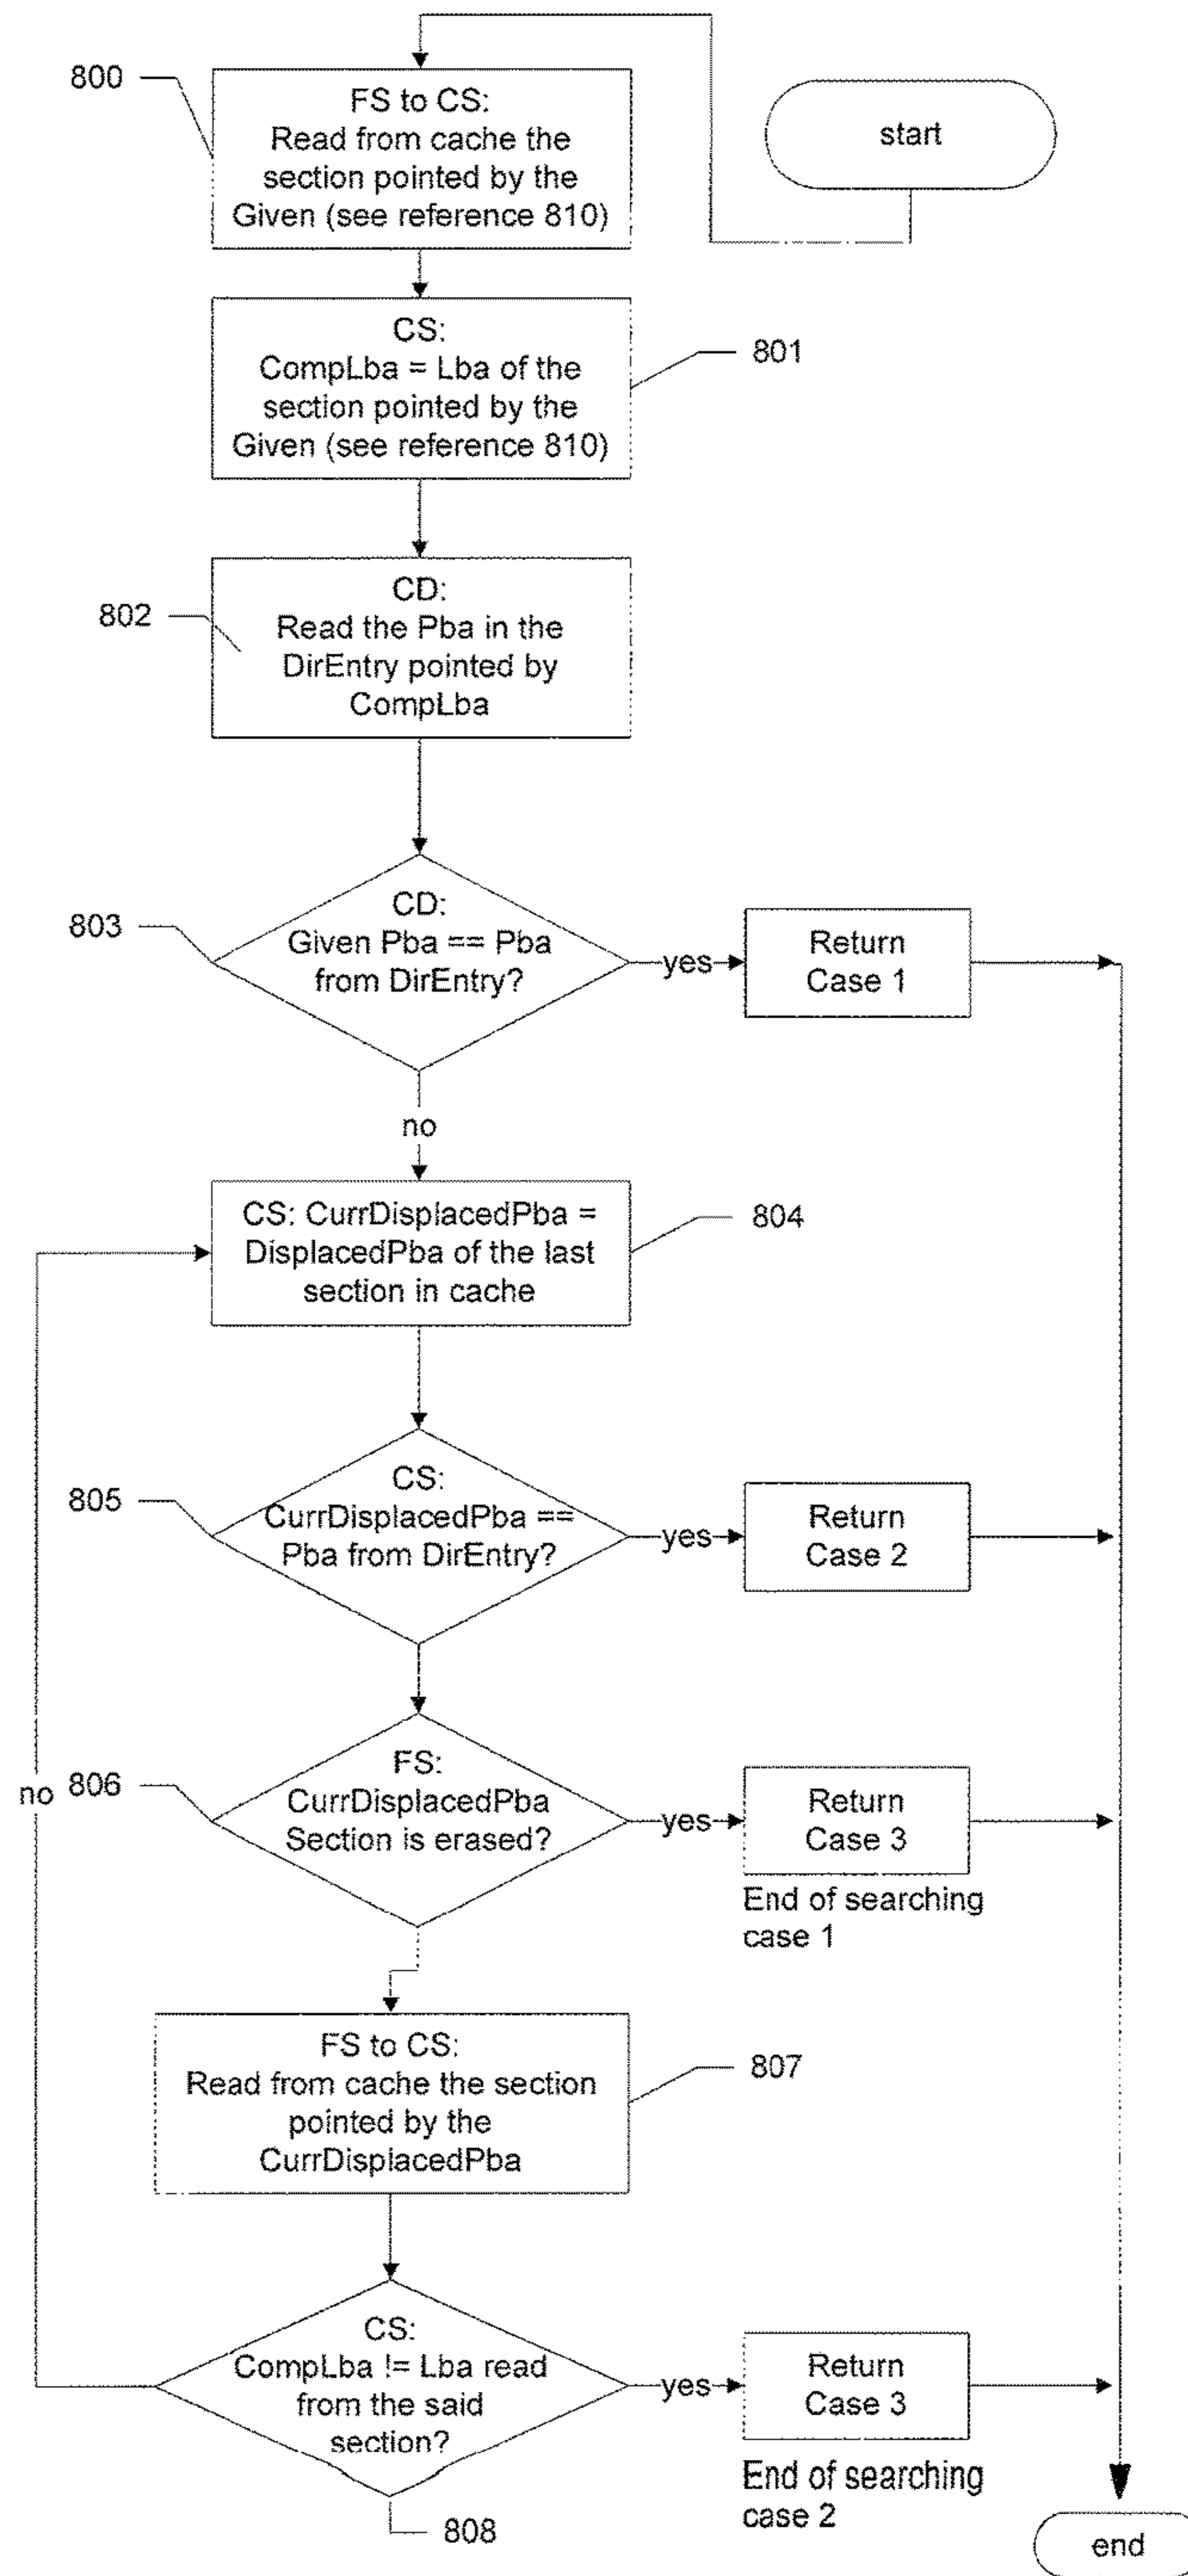 800
FS to CS:
Read from cache the
section pointed by the
Given (see reference 810)
start
CS:
CompLba = Lba of the
section pointed by the
Given (see reference 810)
801
802
CD:
Read the Pba in the
DirEntry pointed by
CompLba
803
CD:
Given Pba == Pba
from DirEntry?
yes
Return
Case 1
no
CS: CurrDisplacedPba =
DisplacedPba of the last
section in cache
804
805
CS:
CurrDisplacedPba ==
Pba from DirEntry?
yes
Return
Case 2
no
806
FS:
CurrDisplacedPba
Section is erased?
yes
Return
Case 3
End of searching
case 1
FS to CS:
Read from cache the section
pointed by the
CurrDisplacedPba
807
CS:
CompLba != Lba read
from the said
section?
yes
Return
Case 3
End of searching
case 2
808
end